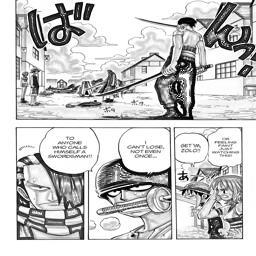 ば
ん
FEELING
FAINT
JUST
WATCHING
THIS!
GET 'IM,
ZOLO!!
CAN'T LOSE,
NOT EVEN
ONCE...
TO
ANYONE
WHO CALLS
HIMSELF A
SWORDSMAN!!